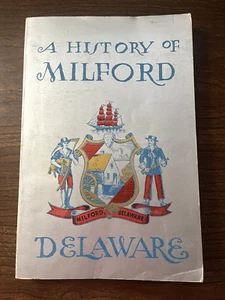 A HISTORY OF
MILFORD
MILFORD, DELAWARE
DELAWARE